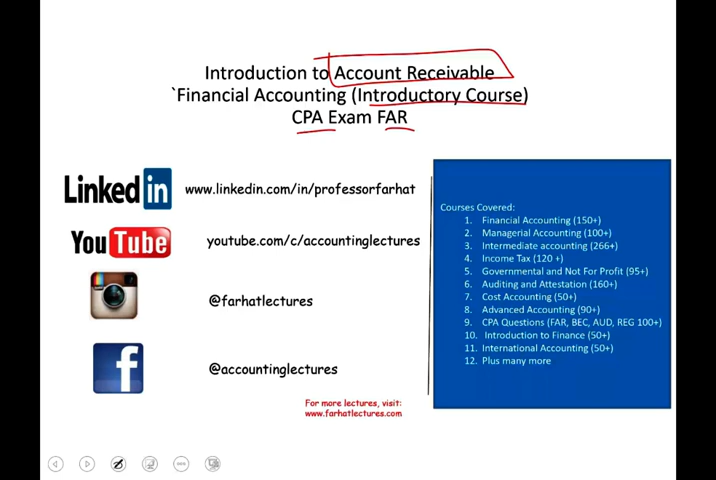 Introduction to Account Receivable
`Financial Accounting (Introductory Course)
CPA Exam FAR
Linked in
www.linkedin.com/in/professorfarhat
YouTube
youtube.com/c/accountinglectures
@farhatlectures
f
@accountinglectures
For more lectures, visit:
www.farhatlectures.com
Courses Covered:
1. Financial Accounting (150+)
2. Managerial Accounting (100+)
3. Intermediate accounting (266+)
4. Income Tax (120 +)
5. Governmental and Not For Profit (95+)
6. Auditing and Attestation (160+)
7. Cost Accounting (50+)
8. Advanced Accounting (90+)
9. CPA Questions (FAR, BEC, AUD, REG 100+)
10. Introduction to Finance (50+)
11. International Accounting (50+)
12. Plus many more